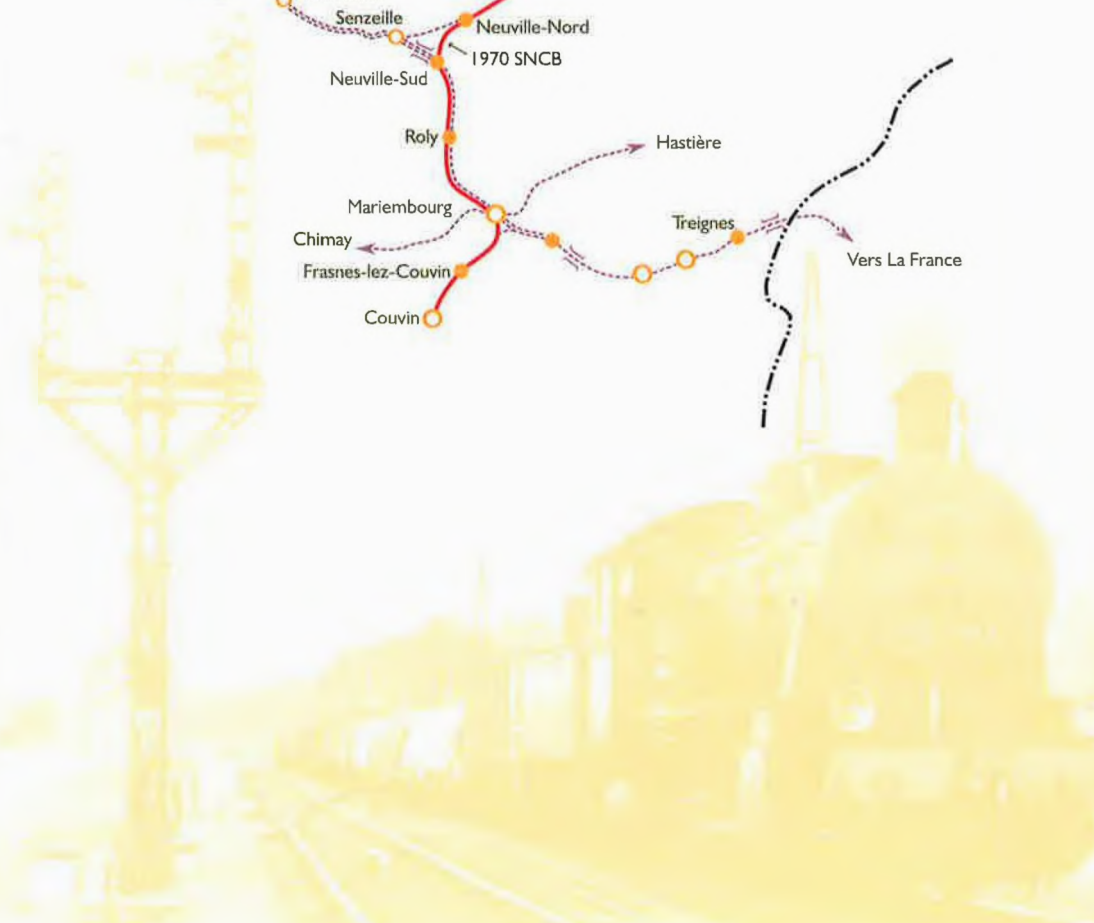 Senzeille
Neuville-Nord
1970 SNCB
Neuville-Sud
Roly
Hastière
Mariembourg
Treignes
Chimay
Vers La France
Frasnes-lez-Couvin
Couvin